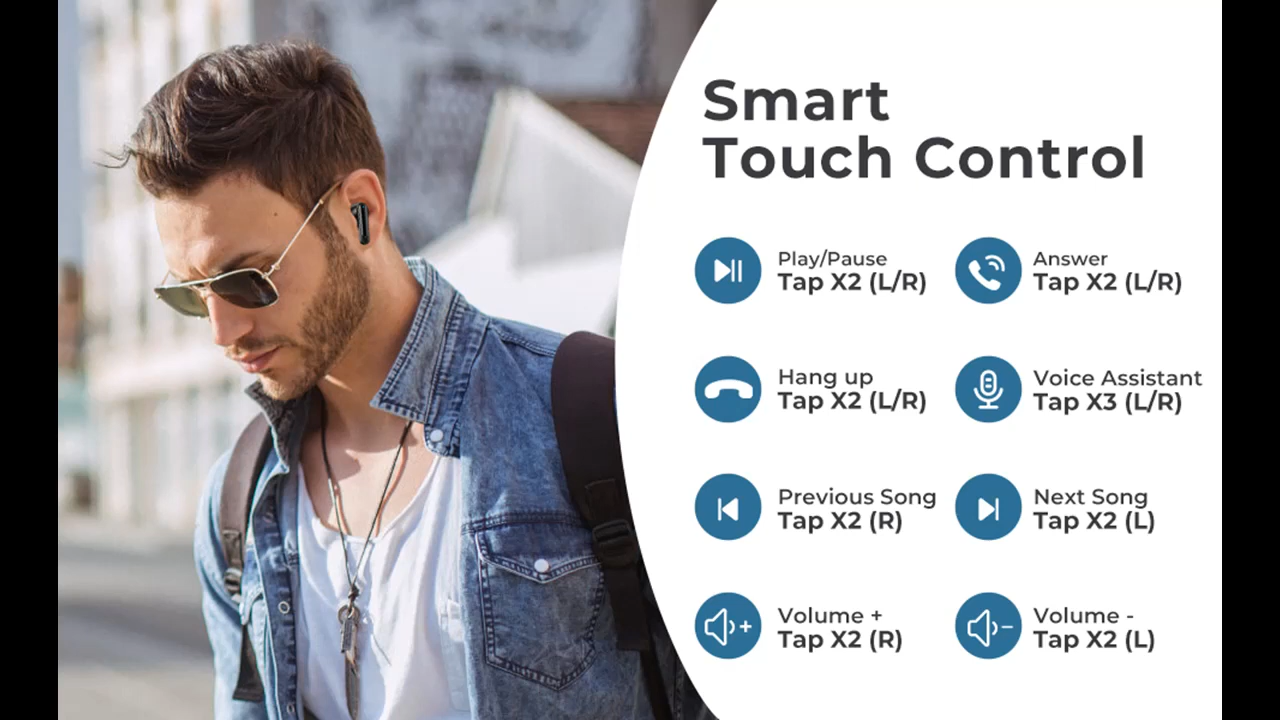 Smart
Touch Control
Play/Pause
Tap X2 (L/R)
Answer
Tap X2 (L/R)
Hang up
Tap X2 (L/R)
Voice Assistant
Tap X3 (L/R)
Previous Song
Tap X2 (R)
Next Song
Tap X2 (L)
Volume +
Tap X2 (R)
Volume -
Tap X2 (L)